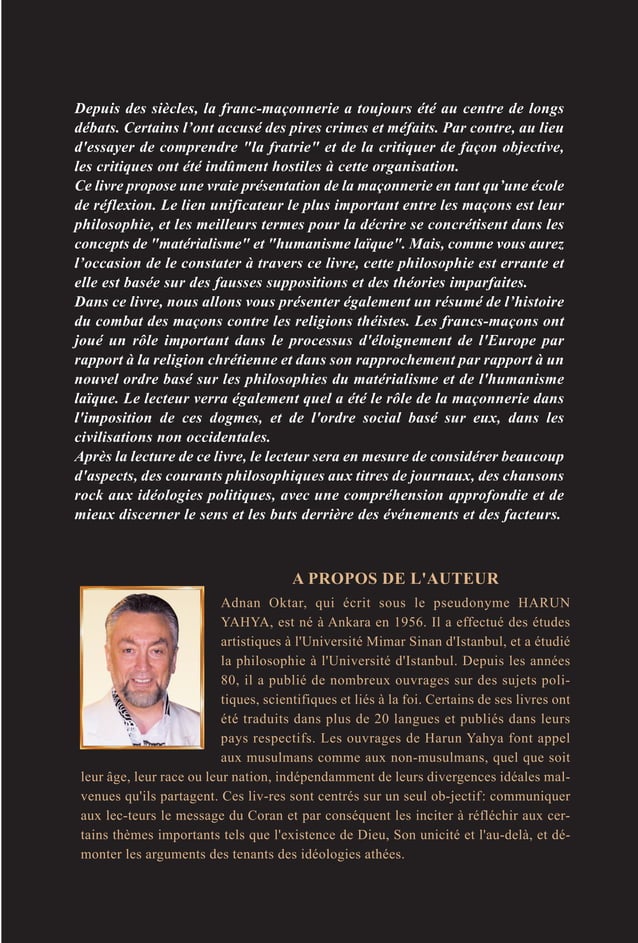 Depuis des siècles, la franc-maçonnerie a toujours été au centre de longs
débats. Certains l’ont accusé des pires crimes et méfaits. Par contre, au lieu
d'essayer de comprendre "la fratrie" et de la critiquer de façon objective,
les critiques ont été indûment hostiles à cette organisation.
Ce livre propose une vraie présentation de la maçonnerie en tant qu’une école
de réflexion. Le lien unificateur le plus important entre les maçons est leur
philosophie, et les meilleurs termes pour la décrire se concrétisent dans les
concepts de "matérialisme" et "humanisme laïque". Mais, comme vous aurez
l’occasion de le constater à travers ce livre, cette philosophie est errante et
elle est basée sur des fausses suppositions et des théories imparfaites.
Dans ce livre, nous allons vous présenter également un résumé de l’histoire
du combat des maçons contre les religions théistes. Les francs-maçons ont
joué un rôle important dans le processus d'éloignement de l'Europe par
rapport à la religion chrétienne et dans son rapprochement par rapport à un
nouvel ordre basé sur les philosophies du matérialisme et de l'humanisme
laïque. Le lecteur verra également quel a été le rôle de la maçonnerie dans
l'imposition de ces dogmes, et de l'ordre social basé sur eux, dans les
civilisations non occidentales.
Après la lecture de ce livre, le lecteur sera en mesure de considérer beaucoup
d'aspects, des courants philosophiques aux titres de journaux, des chansons
rock aux idéologies politiques, avec une compréhension approfondie et de
mieux discerner le sens et les buts derrière des événements et des facteurs.
A PROPOS DE L'AUTEUR
Adnan Oktar, qui écrit sous le pseudonyme HARUN
YAHYA, est né à Ankara en 1956. Il a effectué des études
artistiques à l'Université Mimar Sinan d'Istanbul, et a étudié
la philosophie à l'Université d'Istanbul. Depuis les années
80, il a publié de nombreux ouvrages sur des sujets poli-
tiques, scientifiques et liés à la foi. Certains de ses livres ont
été traduits dans plus de 20 langues et publiés dans leurs
pays respectifs. Les ouvrages de Harun Yahya font appel
aux musulmans comme aux non-musulmans, quel que soit
leur âge, leur race ou leur nation, indépendamment de leurs divergences idéales mal-
venues qu'ils partagent. Ces liv-res sont centrés sur un seul ob-jectif: communiquer
aux lec-teurs le message du Coran et par conséquent les inciter à réfléchir aux cer-
tains thèmes importants tels que l'existence de Dieu, Son unicité et l'au-delà, et dé-
monter les arguments des tenants des idéologies athées.